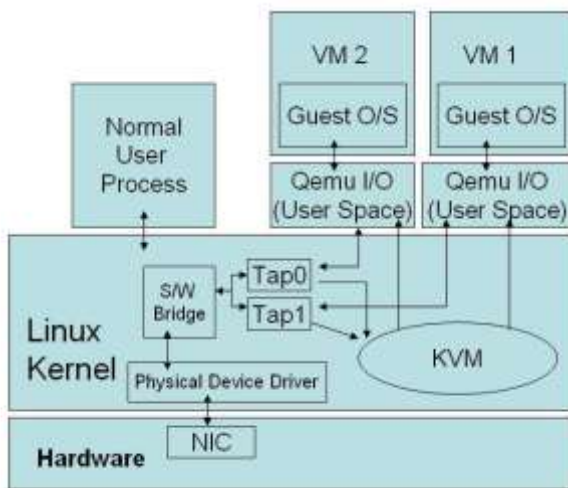 VM 2
VM 1
Guest O/S
Guest O/S
Normal
User
Process
Qemu I/O
(User Space)
Qemu I/O
(User Space)
Tap0
S/W
Bridge
Tap1
Linux
Kernel
KVM
Physical Device Driver
NIC
Hardware